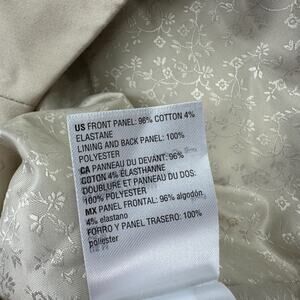 US FRONT PANEL: 96% COTTON 4%
ELASTANE
LINING AND BACK PANEL: 100%
POLYESTER
CA PANNEAU DU DEVANT: 96%
COTON 4% ÉLASTHANNE
DOUBLURE ET PANNEAU DU DOS:
100% POLYESTER
MX PANEL FRONTAL: 96% algodón,
4% elastano
FORRO Y PANEL TRASERO: 100%
poliéster